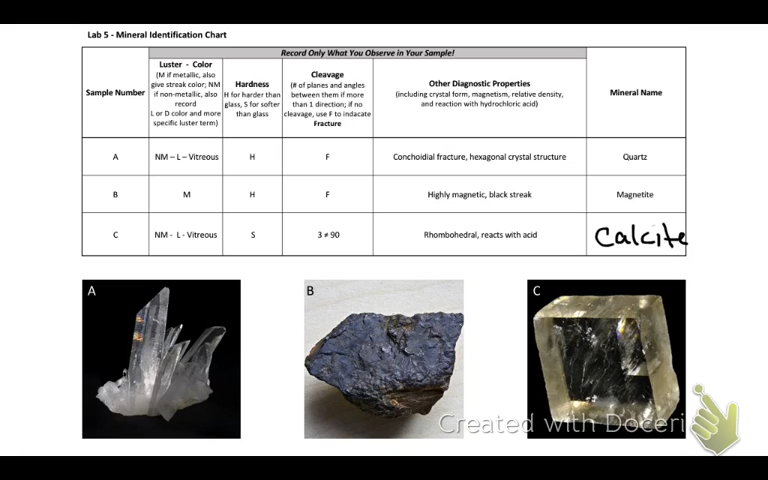 Lab 5 - Mineral Identification Chart
Record Only What You Observe in Your Sample!
Sample Number
Luster - Color
(M if metallic, also
give streak color; NM
if non-metallic, also
record
L or D color and more
specific luster term)
Hardness
H for harder than
glass, S for softer
than glass
Cleavage
(# of planes and angles
between them if more
than 1 direction; if no
cleavage, use F to indacate
Fracture
Other Diagnostic Properties
(including crystal form, magnetism, relative density,
and reaction with hydrochloric acid)
Mineral Name
A NM – L – Vitreous H F Conchoidial fracture, hexagonal crystal structure Quartz
B M H F Highly magnetic, black streak Magnetite
C NM - L - Vitreous S 3 ≠ 90 Rhombohedral, reacts with acid Calcite
A B C
Created with Doceri